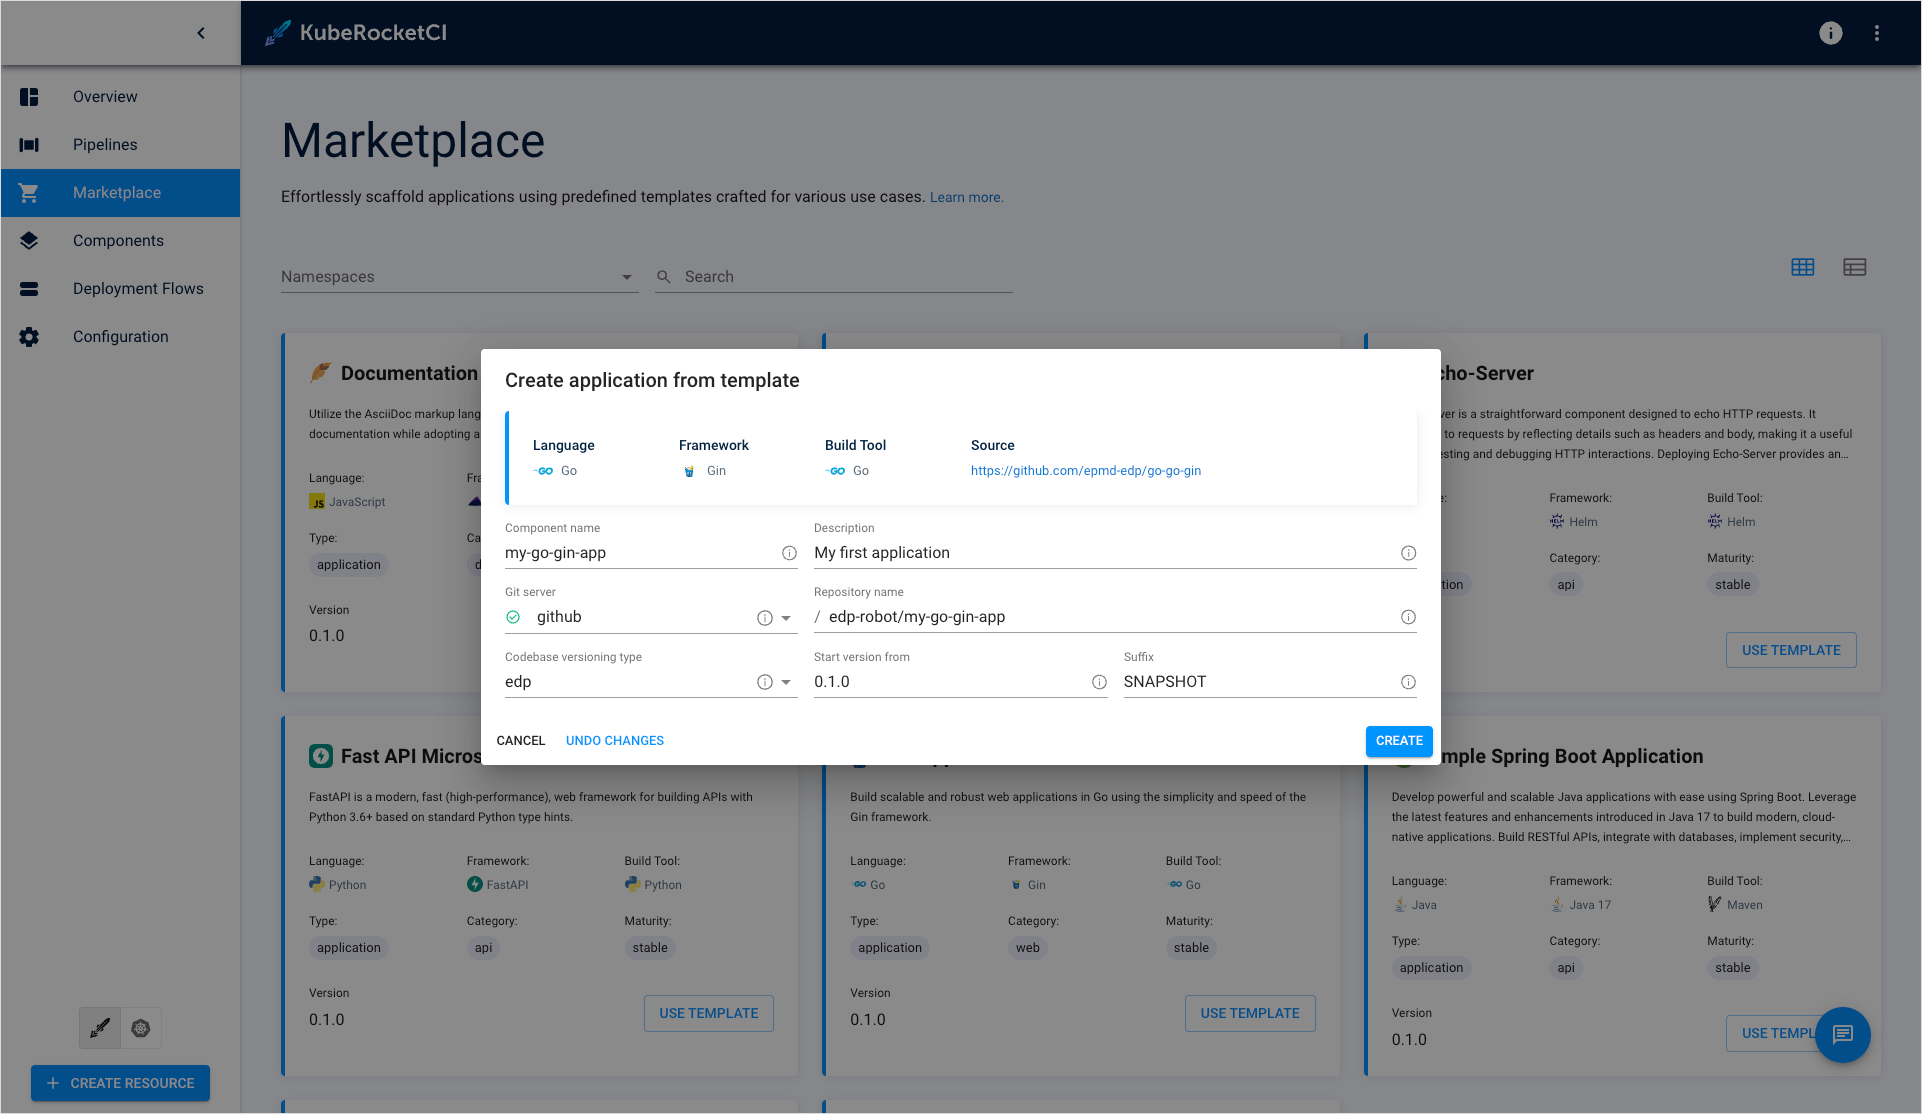 KubeRocketCI
Overview
Pipelines
Marketplace
Components
Deployment Flows
Configuration
CREATE RESOURCE
Marketplace
Effortlessly scaffold applications using predefined templates crafted for various use cases. Learn more.
Namespaces
Search
Documentation
Utilize the AsciiDoc markup lang
documentation while adopting a
Language:
JavaScript
Type:
application
Version
0.1.0
cho-Server
ver is a straightforward component designed to echo HTTP requests. It
to requests by reflecting details such as headers and body, making it a useful
esting and debugging HTTP interactions. Deploying Echo-Server provides an...
Framework: Build Tool:
Helm Helm
Category: Maturity:
api stable
USE TEMPLATE
Create application from template
Language Framework Build Tool Source
Go Gin Go https://github.com/epmd-edp/go-go-gin
Component name Description
my-go-gin-app My first application
Git server Repository name
github / edp-robot/my-go-gin-app
Codebase versioning type Start version from Suffix
edp 0.1.0 SNAPSHOT
CANCEL UNDO CHANGES CREATE
Fast API Micros
FastAPI is a modern, fast (high-performance), web framework for building APIs with
Python 3.6+ based on standard Python type hints.
Language: Framework: Build Tool:
Python FastAPI Python
Type: Category: Maturity:
application api stable
Version
0.1.0
USE TEMPLATE
Build scalable and robust web applications in Go using the simplicity and speed of the
Gin framework.
Language: Framework: Build Tool:
Go Gin Go
Type: Category: Maturity:
application web stable
Version
0.1.0
USE TEMPLATE
mple Spring Boot Application
Develop powerful and scalable Java applications with ease using Spring Boot. Leverage
the latest features and enhancements introduced in Java 17 to build modern, cloud-
native applications. Build RESTful APIs, integrate with databases, implement security,...
Language: Framework: Build Tool:
Java Java 17 Maven
Type: Category: Maturity:
application api stable
Version
0.1.0
USE TEMPL